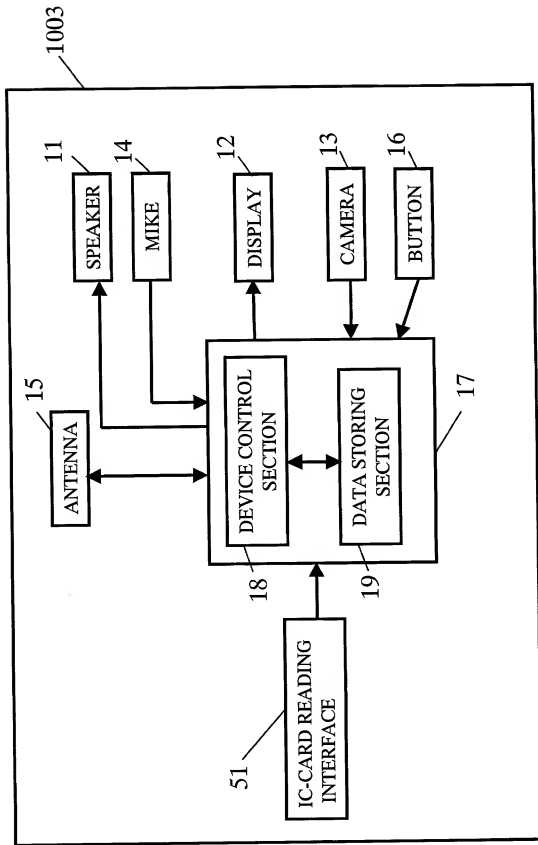 1003
15
ANTENNA
11
SPEAKER
14
MIKE
12
DISPLAY
13
CAMERA
16
BUTTON
DEVICE CONTROL
SECTION
18
DATA STORING
SECTION
19
17
51
IC-CARD READING
INTERFACE